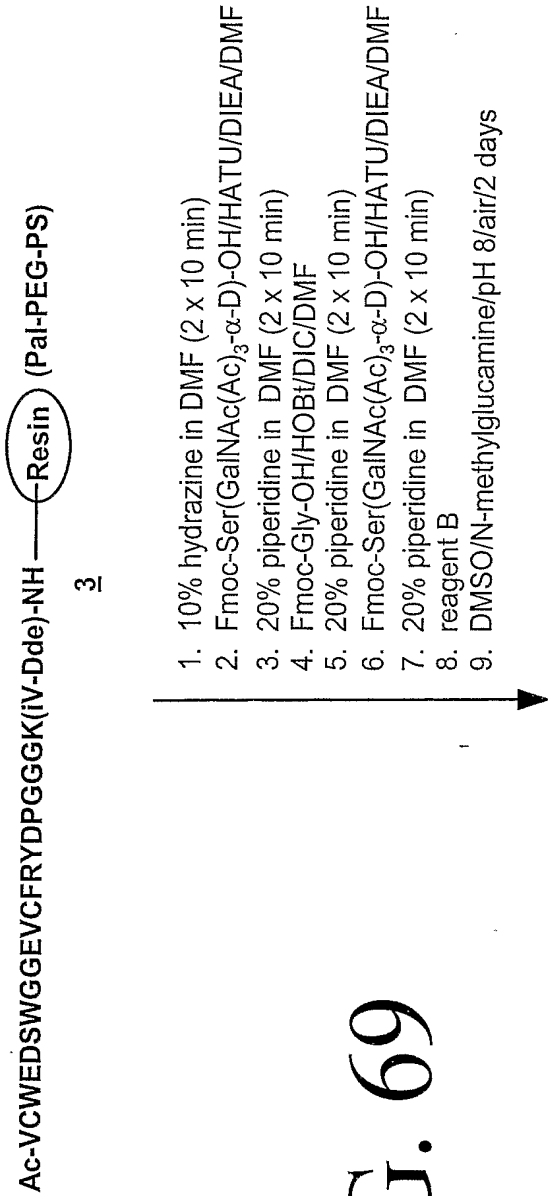 Ac-VCWEDSWGGEVCFRYDPGGGK(iV-Dde)-NH—Resin (Pal-PEG-PS)
3
1. 10% hydrazine in DMF (2 x 10 min)
2. Fmoc-Ser(GalNAc(Ac)3-α-D)-OH/HATU/DIEA/DMF
3. 20% piperidine in DMF (2 x 10 min)
4. Fmoc-Gly-OH/HOBt/DIC/DMF
5. 20% piperidine in DMF (2 x 10 min)
6. Fmoc-Ser(GalNAc(Ac)3-α-D)-OH/HATU/DIEA/DMF
7. 20% piperidine in DMF (2 x 10 min)
8. reagent B
9. DMSO/N-methylglucamine/pH 8/air/2 days
G. 69